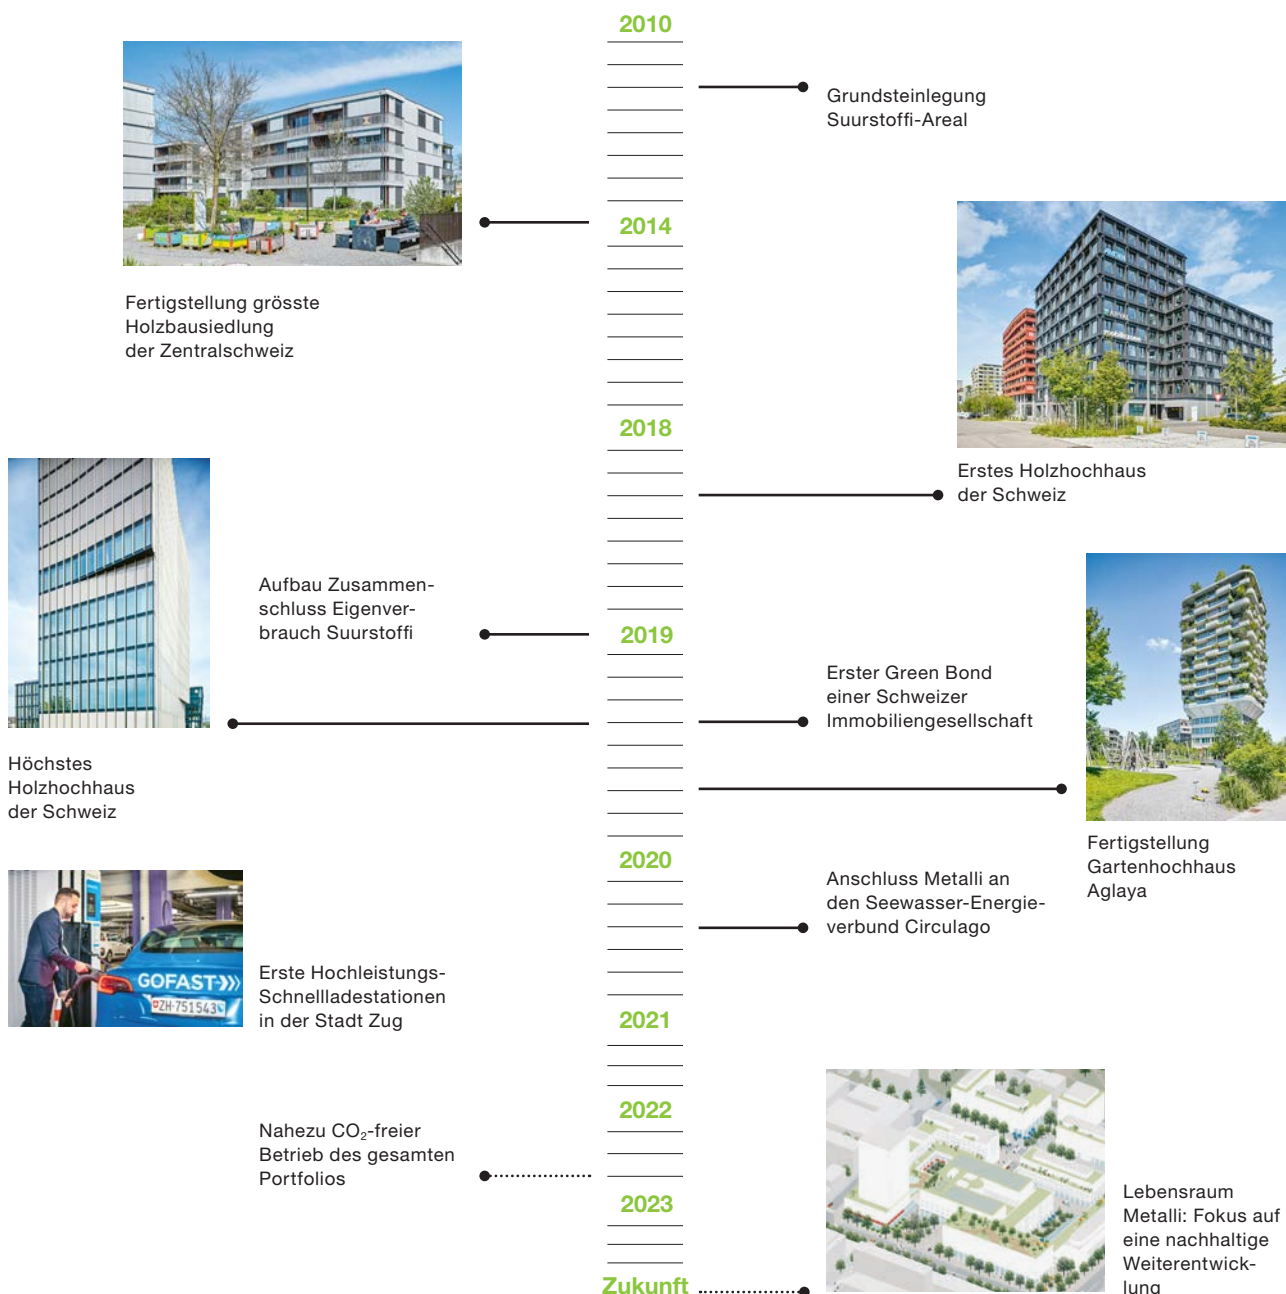 2010
Grundsteinlegung
Suurstoffi-Areal
2014
Fertigstellung grösste
Holzbausiedlung
der Zentralschweiz
2018
Erstes Holzhochhaus
der Schweiz
Aufbau Zusammen-
schluss Eigenver-
brauch Suurstoffi
2019
Erster Green Bond
einer Schweizer
Immobiliengesellschaft
Höchstes
Holzhochhaus
der Schweiz
Fertigstellung
Gartenhochhaus
Aglaya
2020
Anschluss Metalli an
den Seewasser-Energie-
verbund Circulago
GOFAST
ZH·751543
Erste Hochleistungs-
Schnellladestationen
in der Stadt Zug
2021
2022
Nahezu CO₂-freier
Betrieb des gesamten
Portfolios
2023
Lebensraum
Metalli: Fokus auf
eine nachhaltige
Weiterentwick-
lung
Zukunft